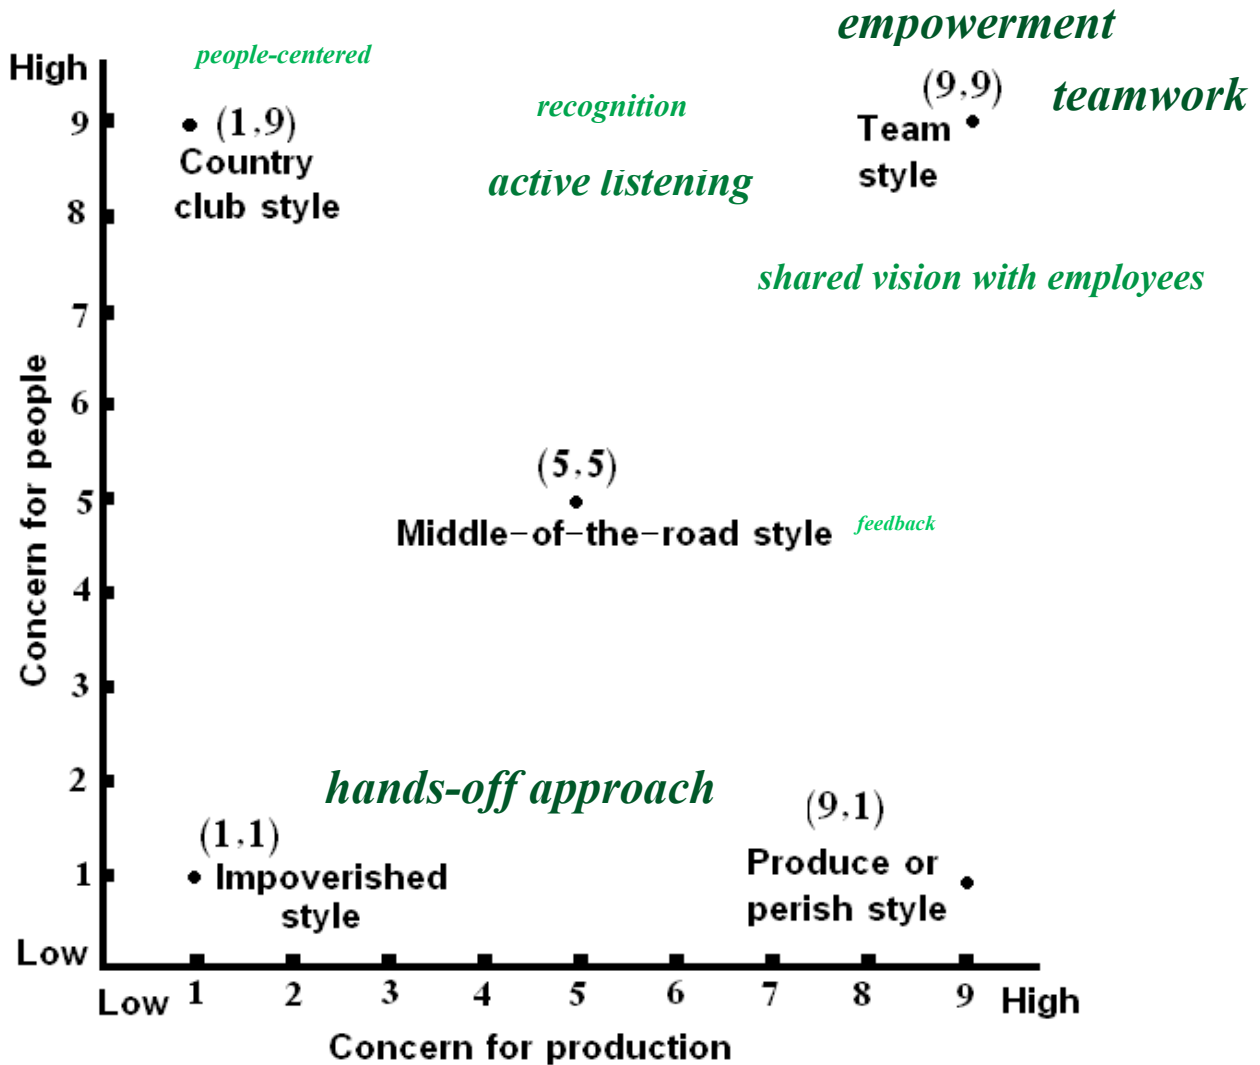 empowerment
people-centered
High
(9,9)
teamwork
recognition
9
(1,9)
Team
style
Country
club style
active listening
8
shared vision with employees
7
6
Concern for people
(5,5)
5
Middle-of-the-road style
feedback
4
3
2
hands-off approach
(9,1)
(1,1)
1
Impoverished
style
Produce or
perish style
Low
Low 1 2 3 4 5 6 7 8 9 High
Concern for production